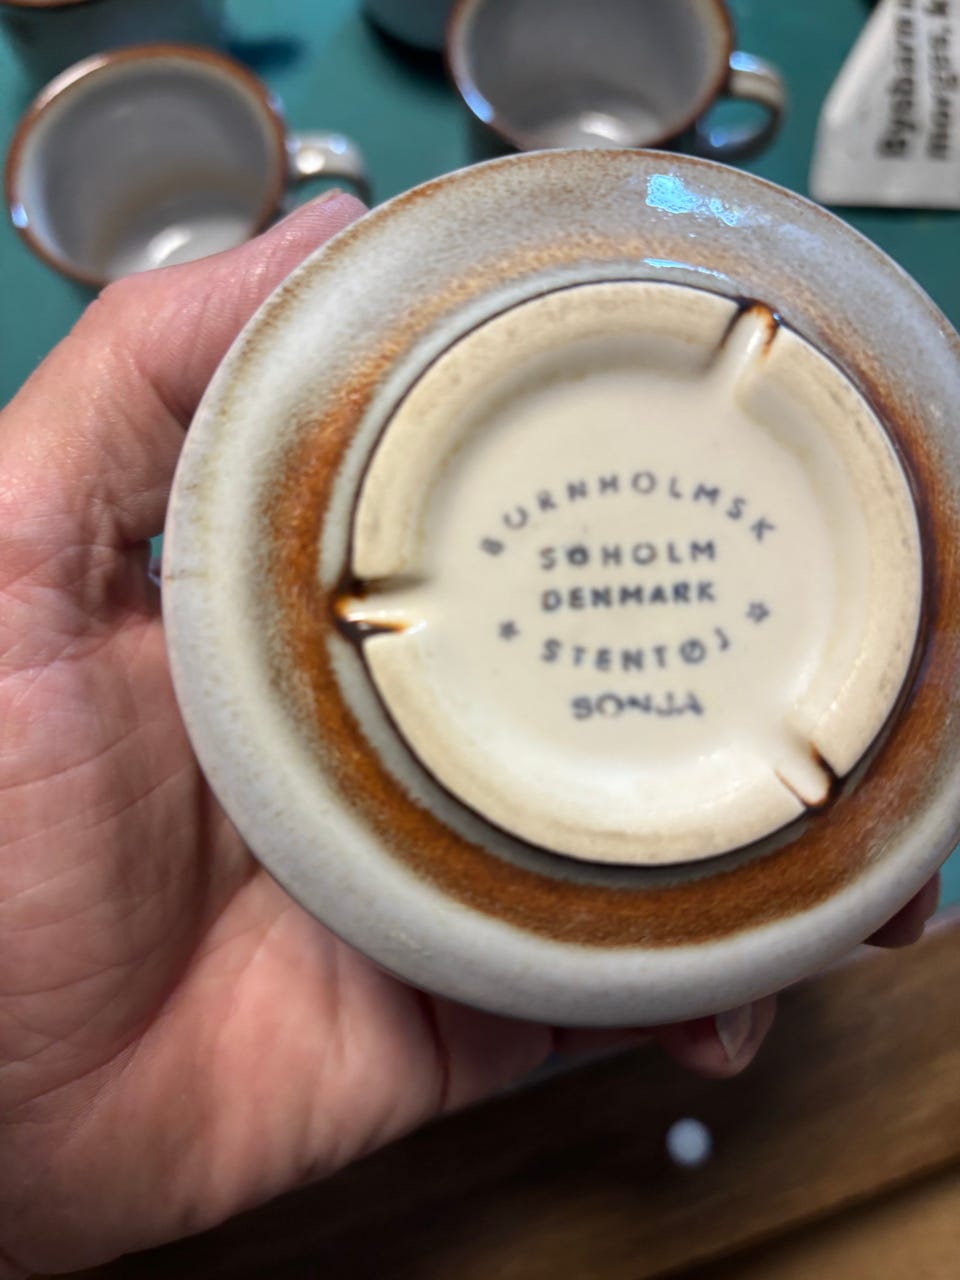 BORNHOLMSK
SØHOLM
DENMARK
* STENTØJ *
SONJA